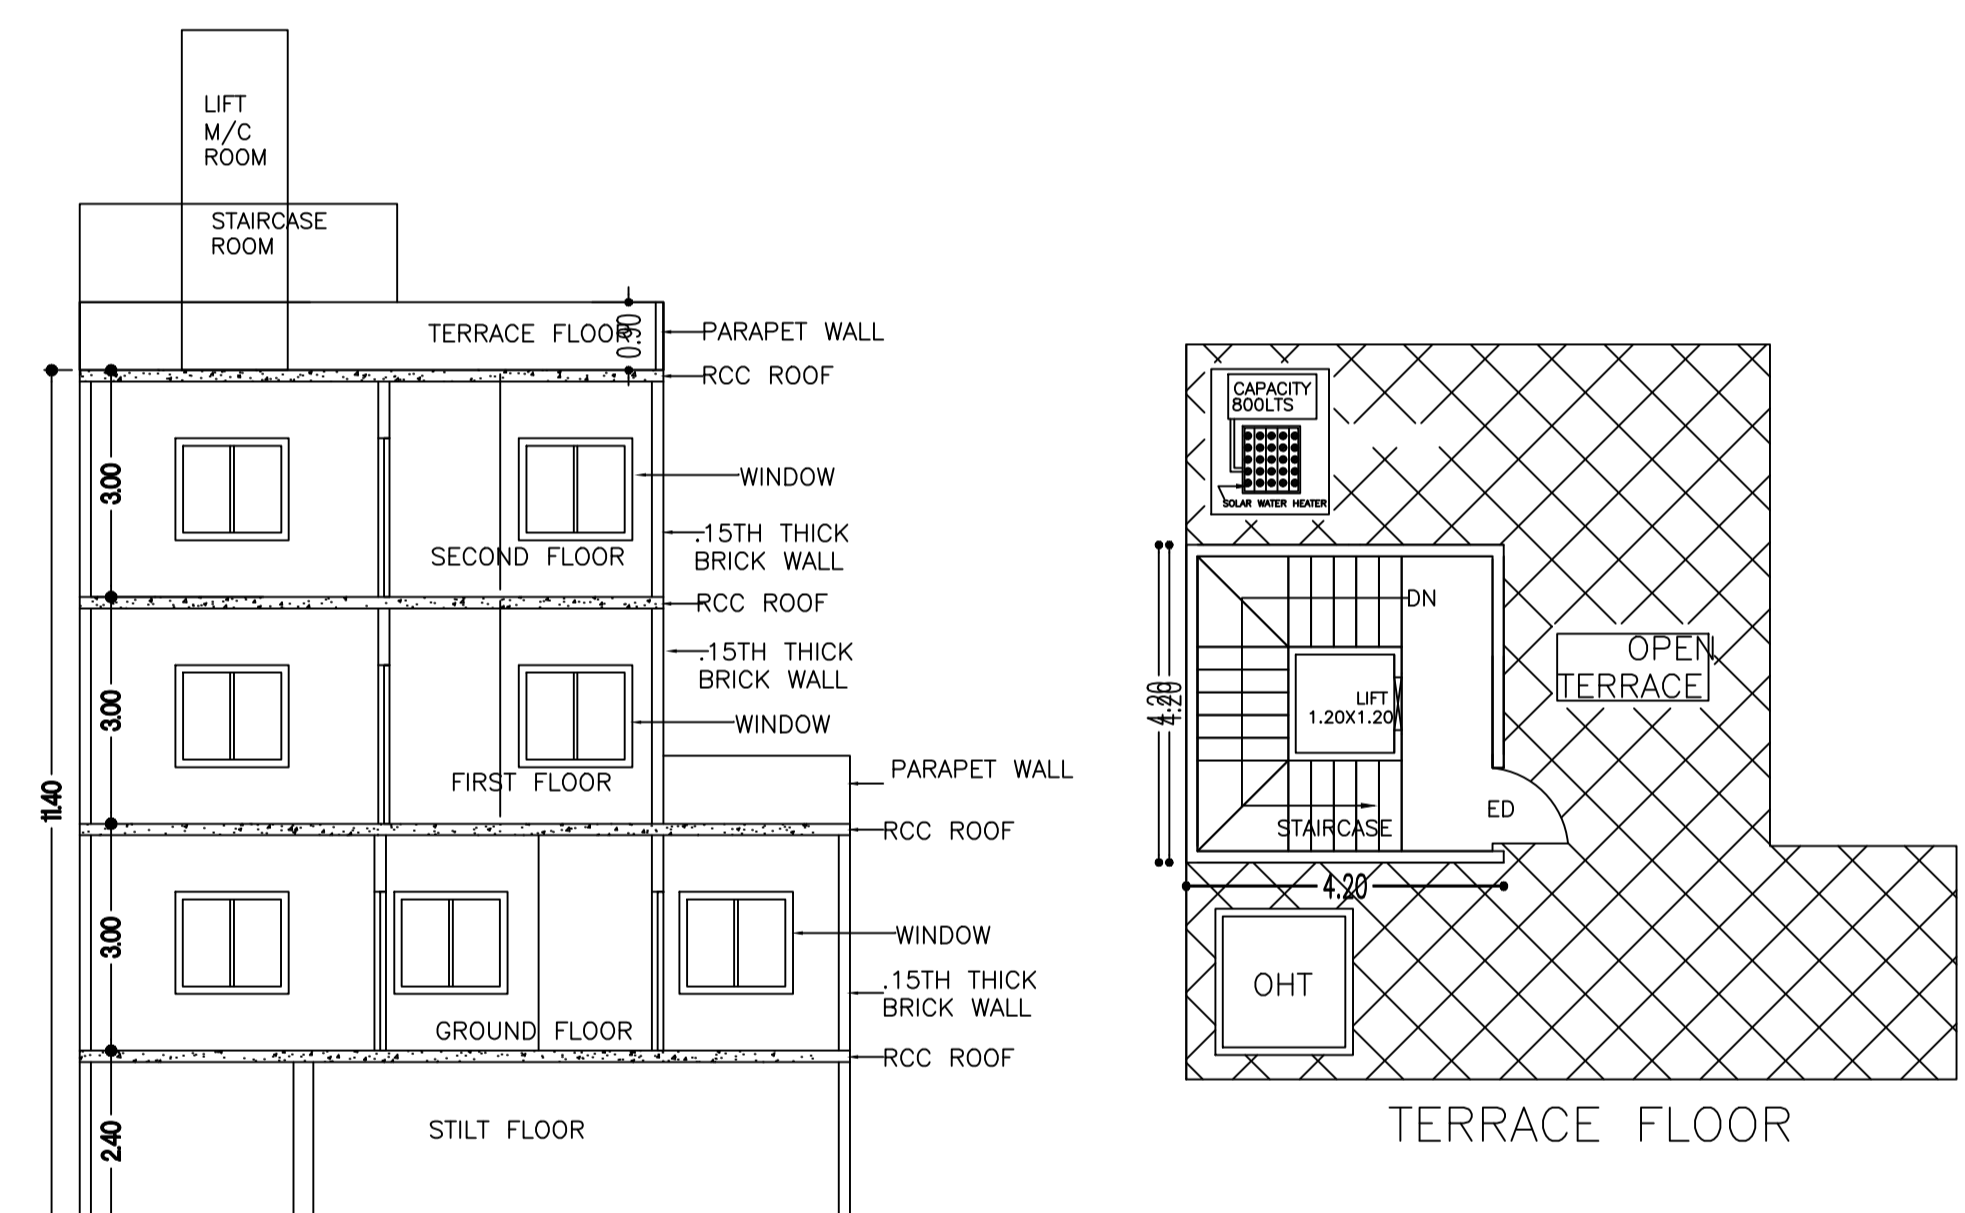 LIFT
M/C
ROOM
STAIRCASE
ROOM
TERRACE FLOOR
0.90
PARAPET WALL
RCC ROOF
3.00
WINDOW
.15TH THICK
BRICK WALL
SECOND FLOOR
RCC ROOF
.15TH THICK
BRICK WALL
3.00
WINDOW
FIRST FLOOR
PARAPET WALL
11.40
RCC ROOF
3.00
WINDOW
.15TH THICK
BRICK WALL
GROUND FLOOR
RCC ROOF
STILT FLOOR
2.40
CAPACITY
800LTS
SOLAR WATER HEATER
DN
OPEN
TERRACE
4.20
4.20
LIFT
1.20X1.20
ED
STAIRCASE
4.20
OHT
TERRACE FLOOR